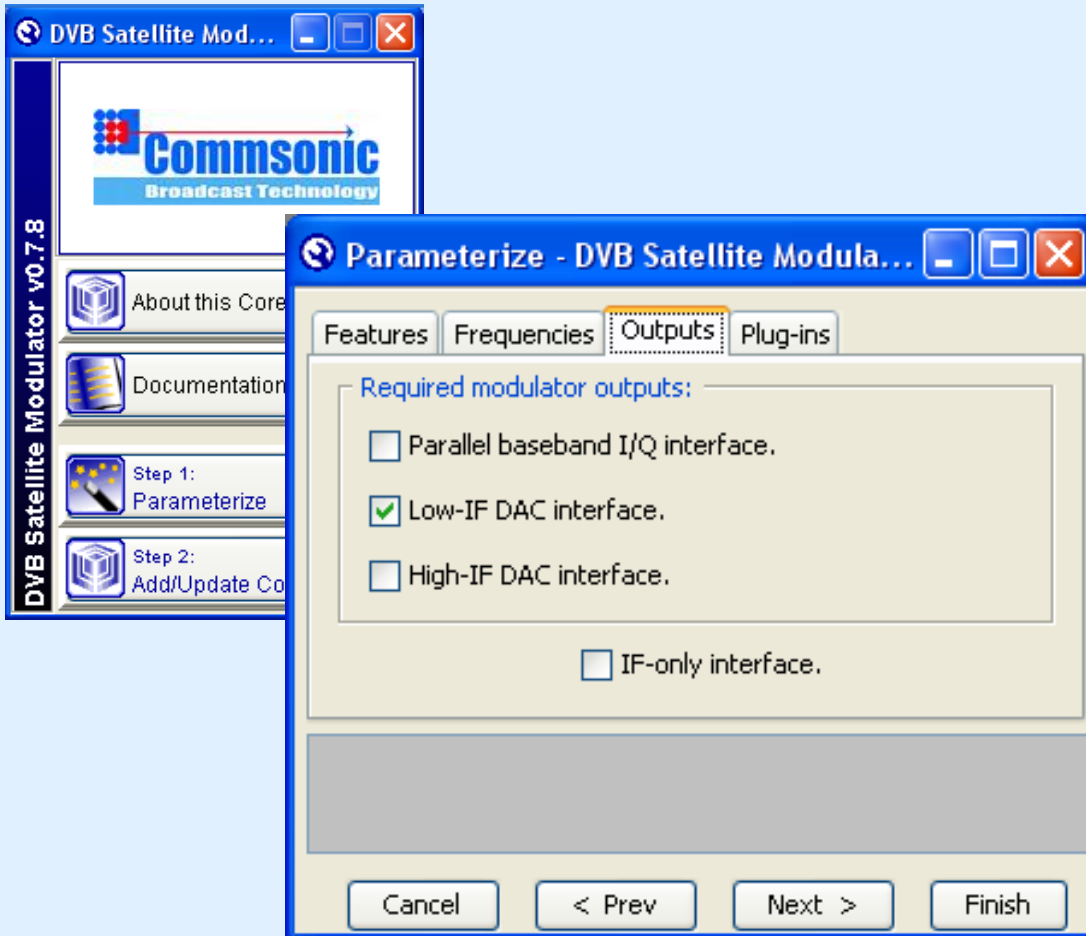 DVB Satellite Mod...
Commsonic
Broadcast Technology
DVB Satellite Modulator v0.7.8
About this Core
Documentation
Step 1:
Parameterize
Step 2:
Add/Update Co
Parameterize - DVB Satellite Modula...
Features Frequencies Outputs Plug-ins
Required modulator outputs:
Parallel baseband I/Q interface.
Low-IF DAC interface.
High-IF DAC interface.
IF-only interface.
Cancel < Prev Next > Finish